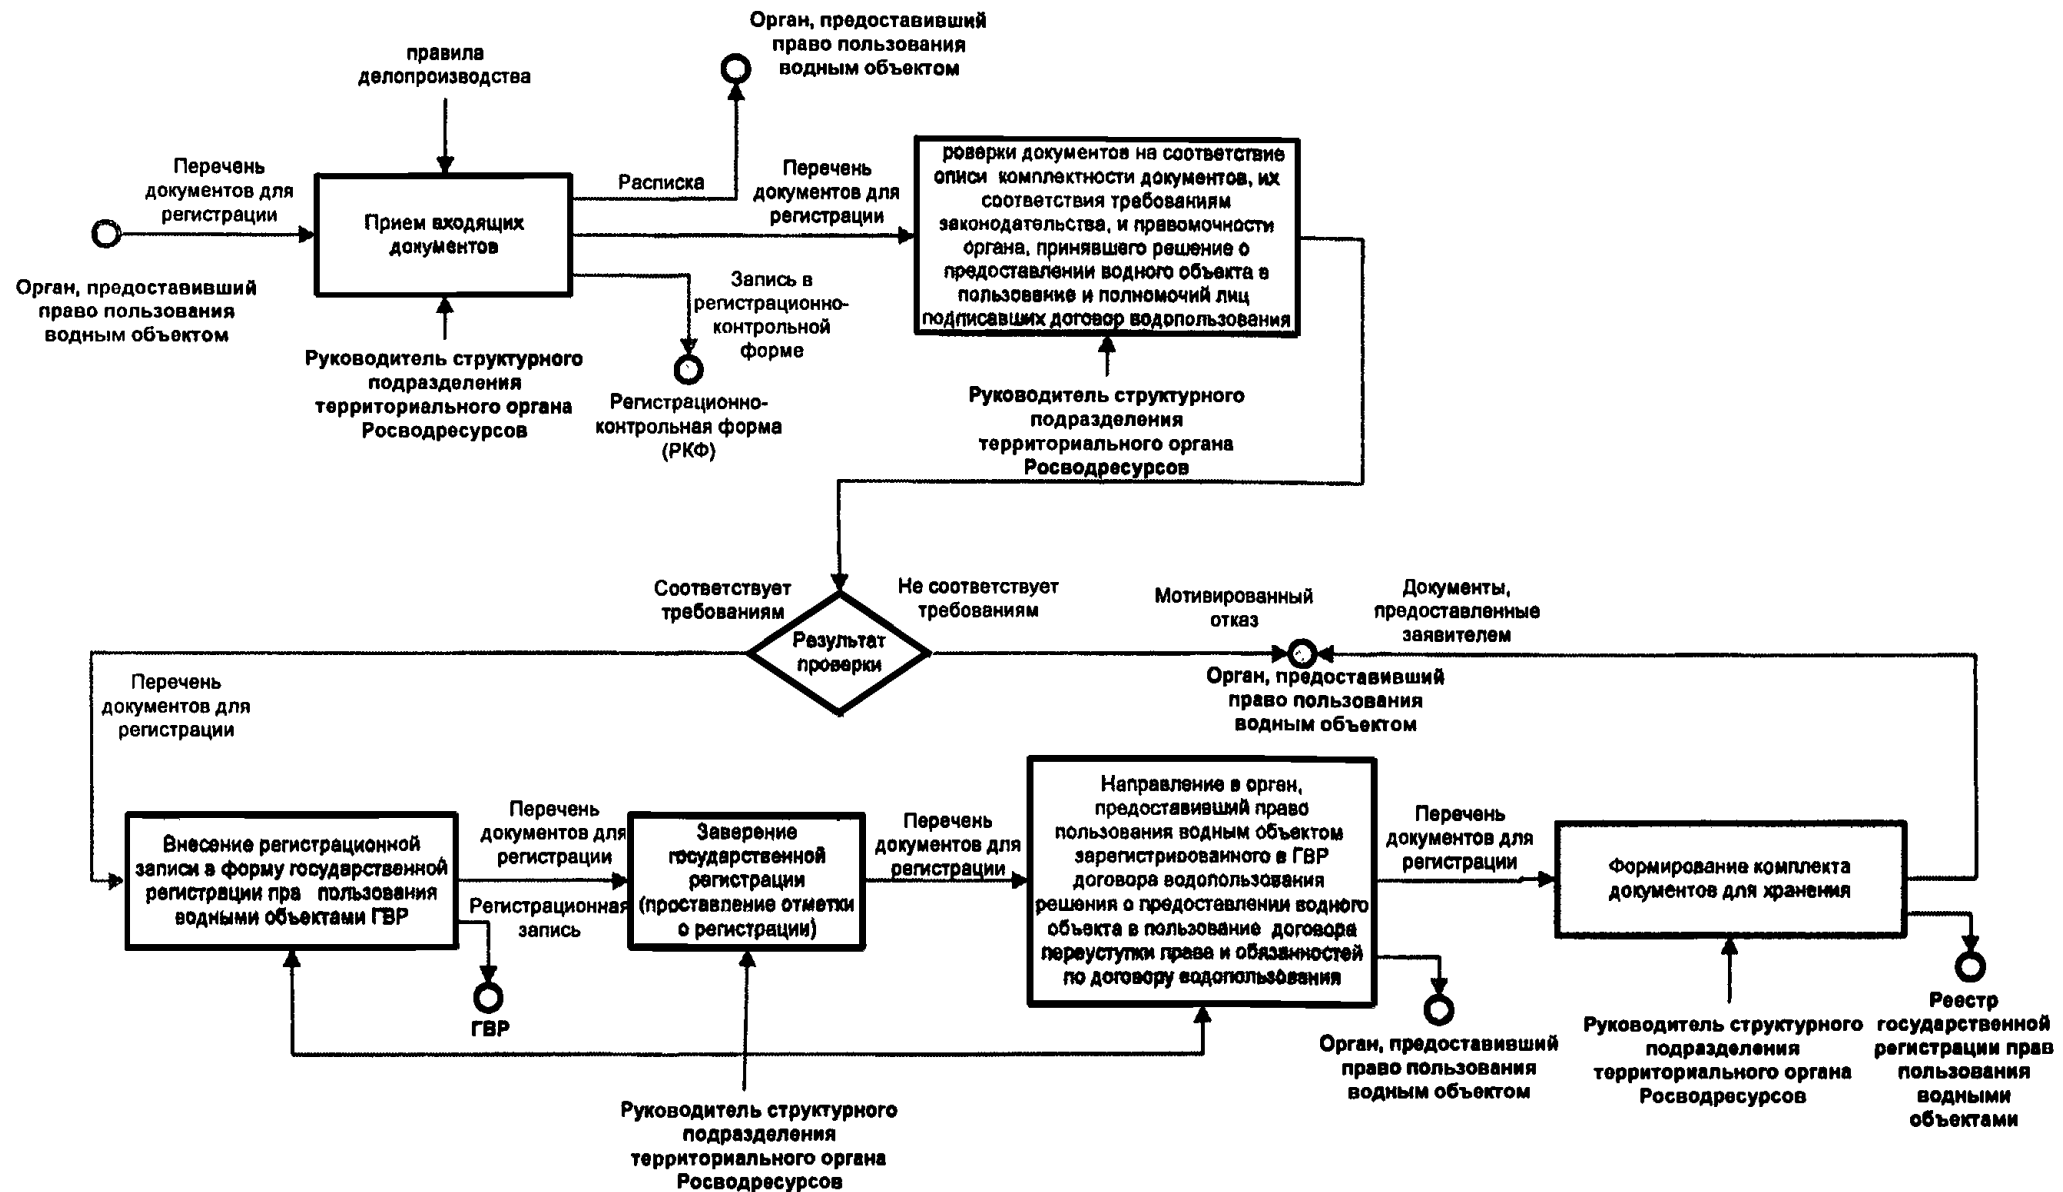 Орган, предоставивший
право пользования
водным объектом
правила
делопроизводства
Перечень
документов для
регистрации
Орган, предоставивший
право пользования
водным объектом
Прием входящих
документов
Расписка
Перечень
документов для
регистрации
Запись в
регистрационно-
контрольной
форме
Регистрационно-
контрольная форма
(РКФ)
Руководитель структурного
подразделения
территориального органа
Росводресурсов
роверки документов на соответствие
описи комплектности документов, их
соответствия требованиям
законодательства, и правомочности
органа, принявшего решение о
предоставлении водного объекта в
пользование и полномочий лиц
подписавших договор водопользования
Руководитель структурного
подразделения
территориального органа
Росводресурсов
Соответствует
требованиям
Не соответствует
требованиям
Результат
проверки
Мотивированный
отказ
Документы,
предоставленные
заявителем
Орган, предоставивший
право пользования
водным объектом
Перечень
документов для
регистрации
Внесение регистрационной
записи в форму государственной
регистрации пра пользования
водными объектами ГВР
ГВР
Перечень
документов для
регистрации
Регистрационная
запись
Заверение
государственной
регистрации
(проставление отметки
о регистрации)
Руководитель структурного
подразделения
территориального органа
Росводресурсов
Перечень
документов для
регистрации
Направление в орган,
предоставивший право
пользования водным объектом
зарегистрированного в ГВР
договора водопользования
решения о предоставлении водного
объекта в пользование договора
переуступки права и обязанностей
по договору водопользования
Орган, предоставивший
право пользования
водным объектом
Перечень
документов для
регистрации
Формирование комплекта
документов для хранения
Руководитель структурного
подразделения
территориального органа
Росводресурсов
Реестр
государственной
регистрации прав
пользования
водными
объектами